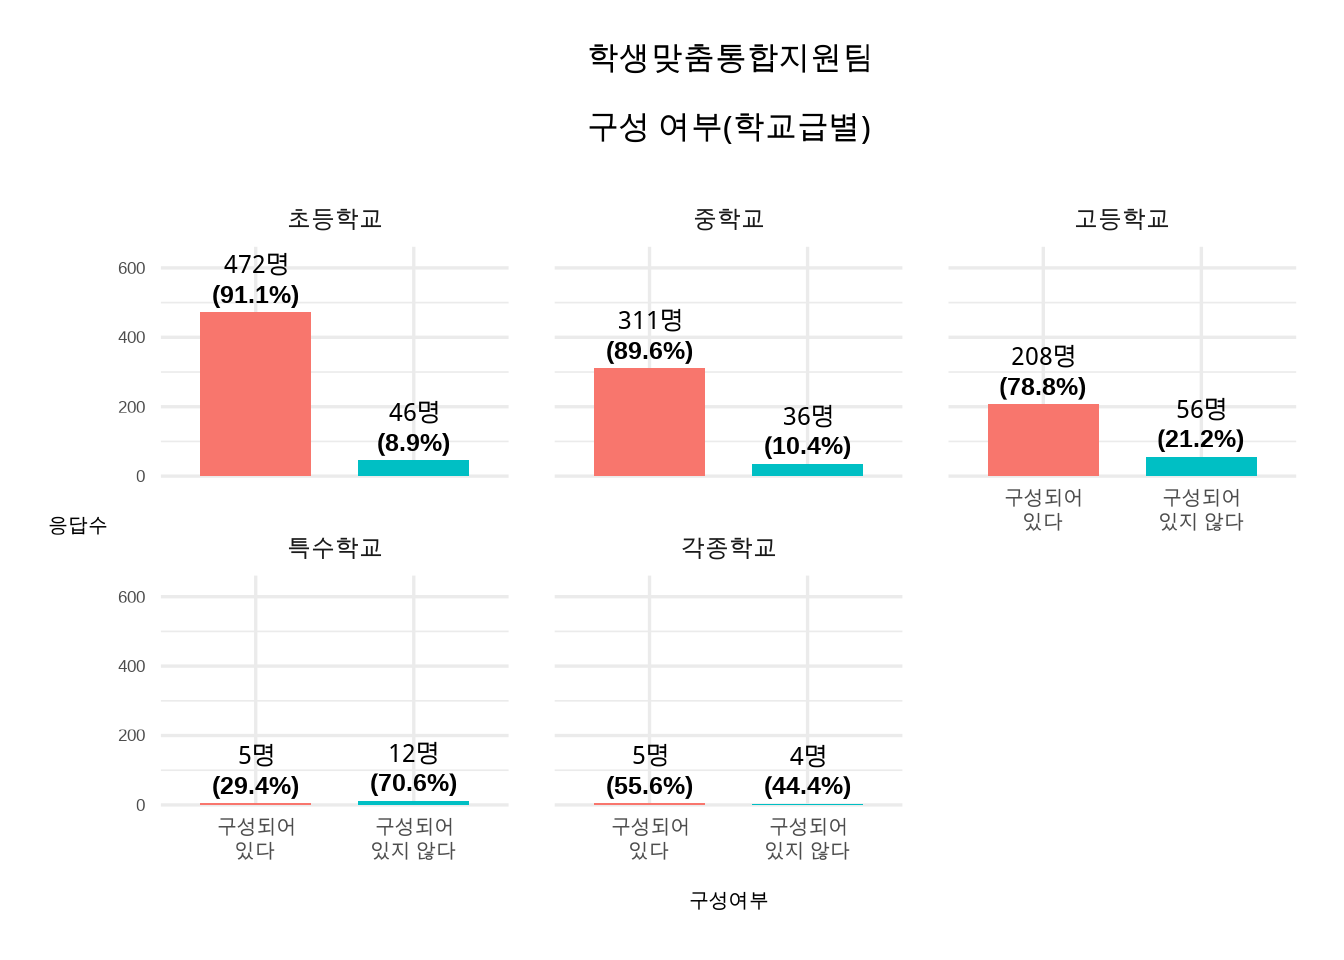 학생맞춤통합지원팀
구성 여부(학교급별)
초등학교
중학교
고등학교
600
400
200
0
472명
(91.1%)
46명
(8.9%)
311명
(89.6%)
36명
(10.4%)
208명
(78.8%)
56명
(21.2%)
구성되어
있다
구성되어
있지 않다
응답수
특수학교
각종학교
600
400
200
0
5명
(29.4%)
12명
(70.6%)
5명
(55.6%)
4명
(44.4%)
구성되어
있다
구성되어
있지 않다
구성되어
있다
구성되어
있지 않다
구성여부